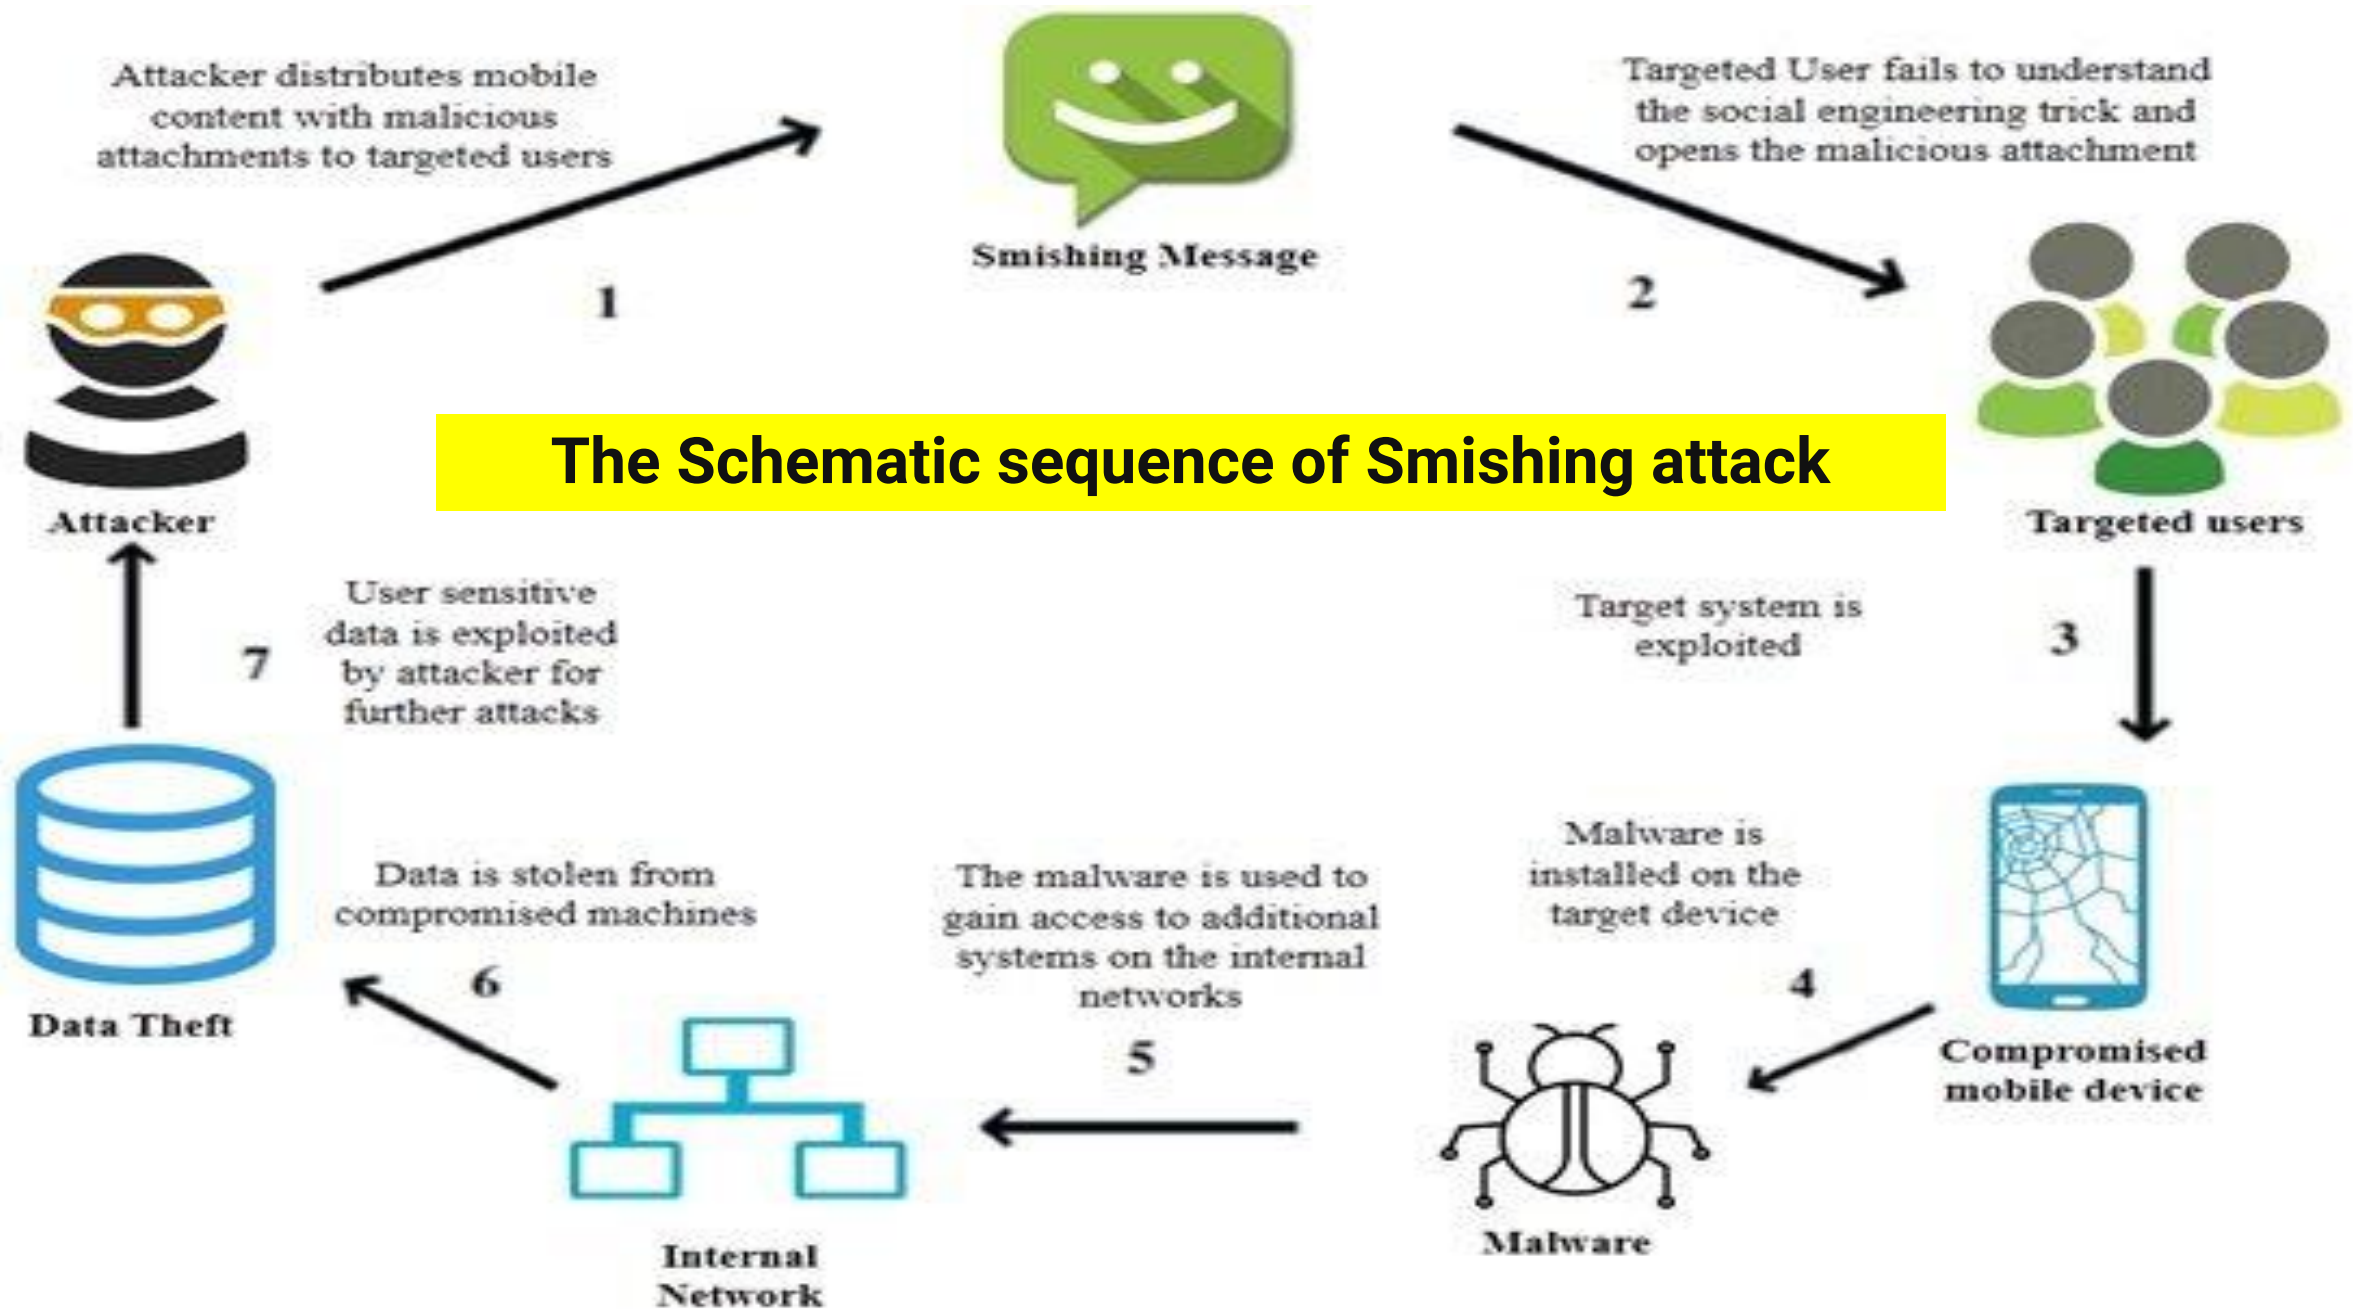 Attacker distributes mobile
content with malicious
attachments to targeted users
1
Smishing Message
Targeted User fails to understand
the social engineering trick and
opens the malicious attachment
2
Attacker
The Schematic sequence of Smishing attack
Targeted users
Target system is
exploited
3
Compromised
mobile device
Malware is
installed on the
target device
4
Malware
The malware is used to
gain access to additional
systems on the internal
networks
5
Internal
Network
Data is stolen from
compromised machines
6
Data Theft
User sensitive
data is exploited
by attacker for
further attacks
7